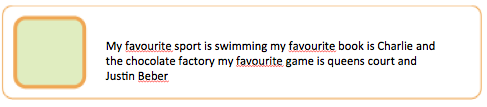 My favourite sport is swimming my favourite book is Charlie and
the chocolate factory my favourite game is queens court and
Justin Beber